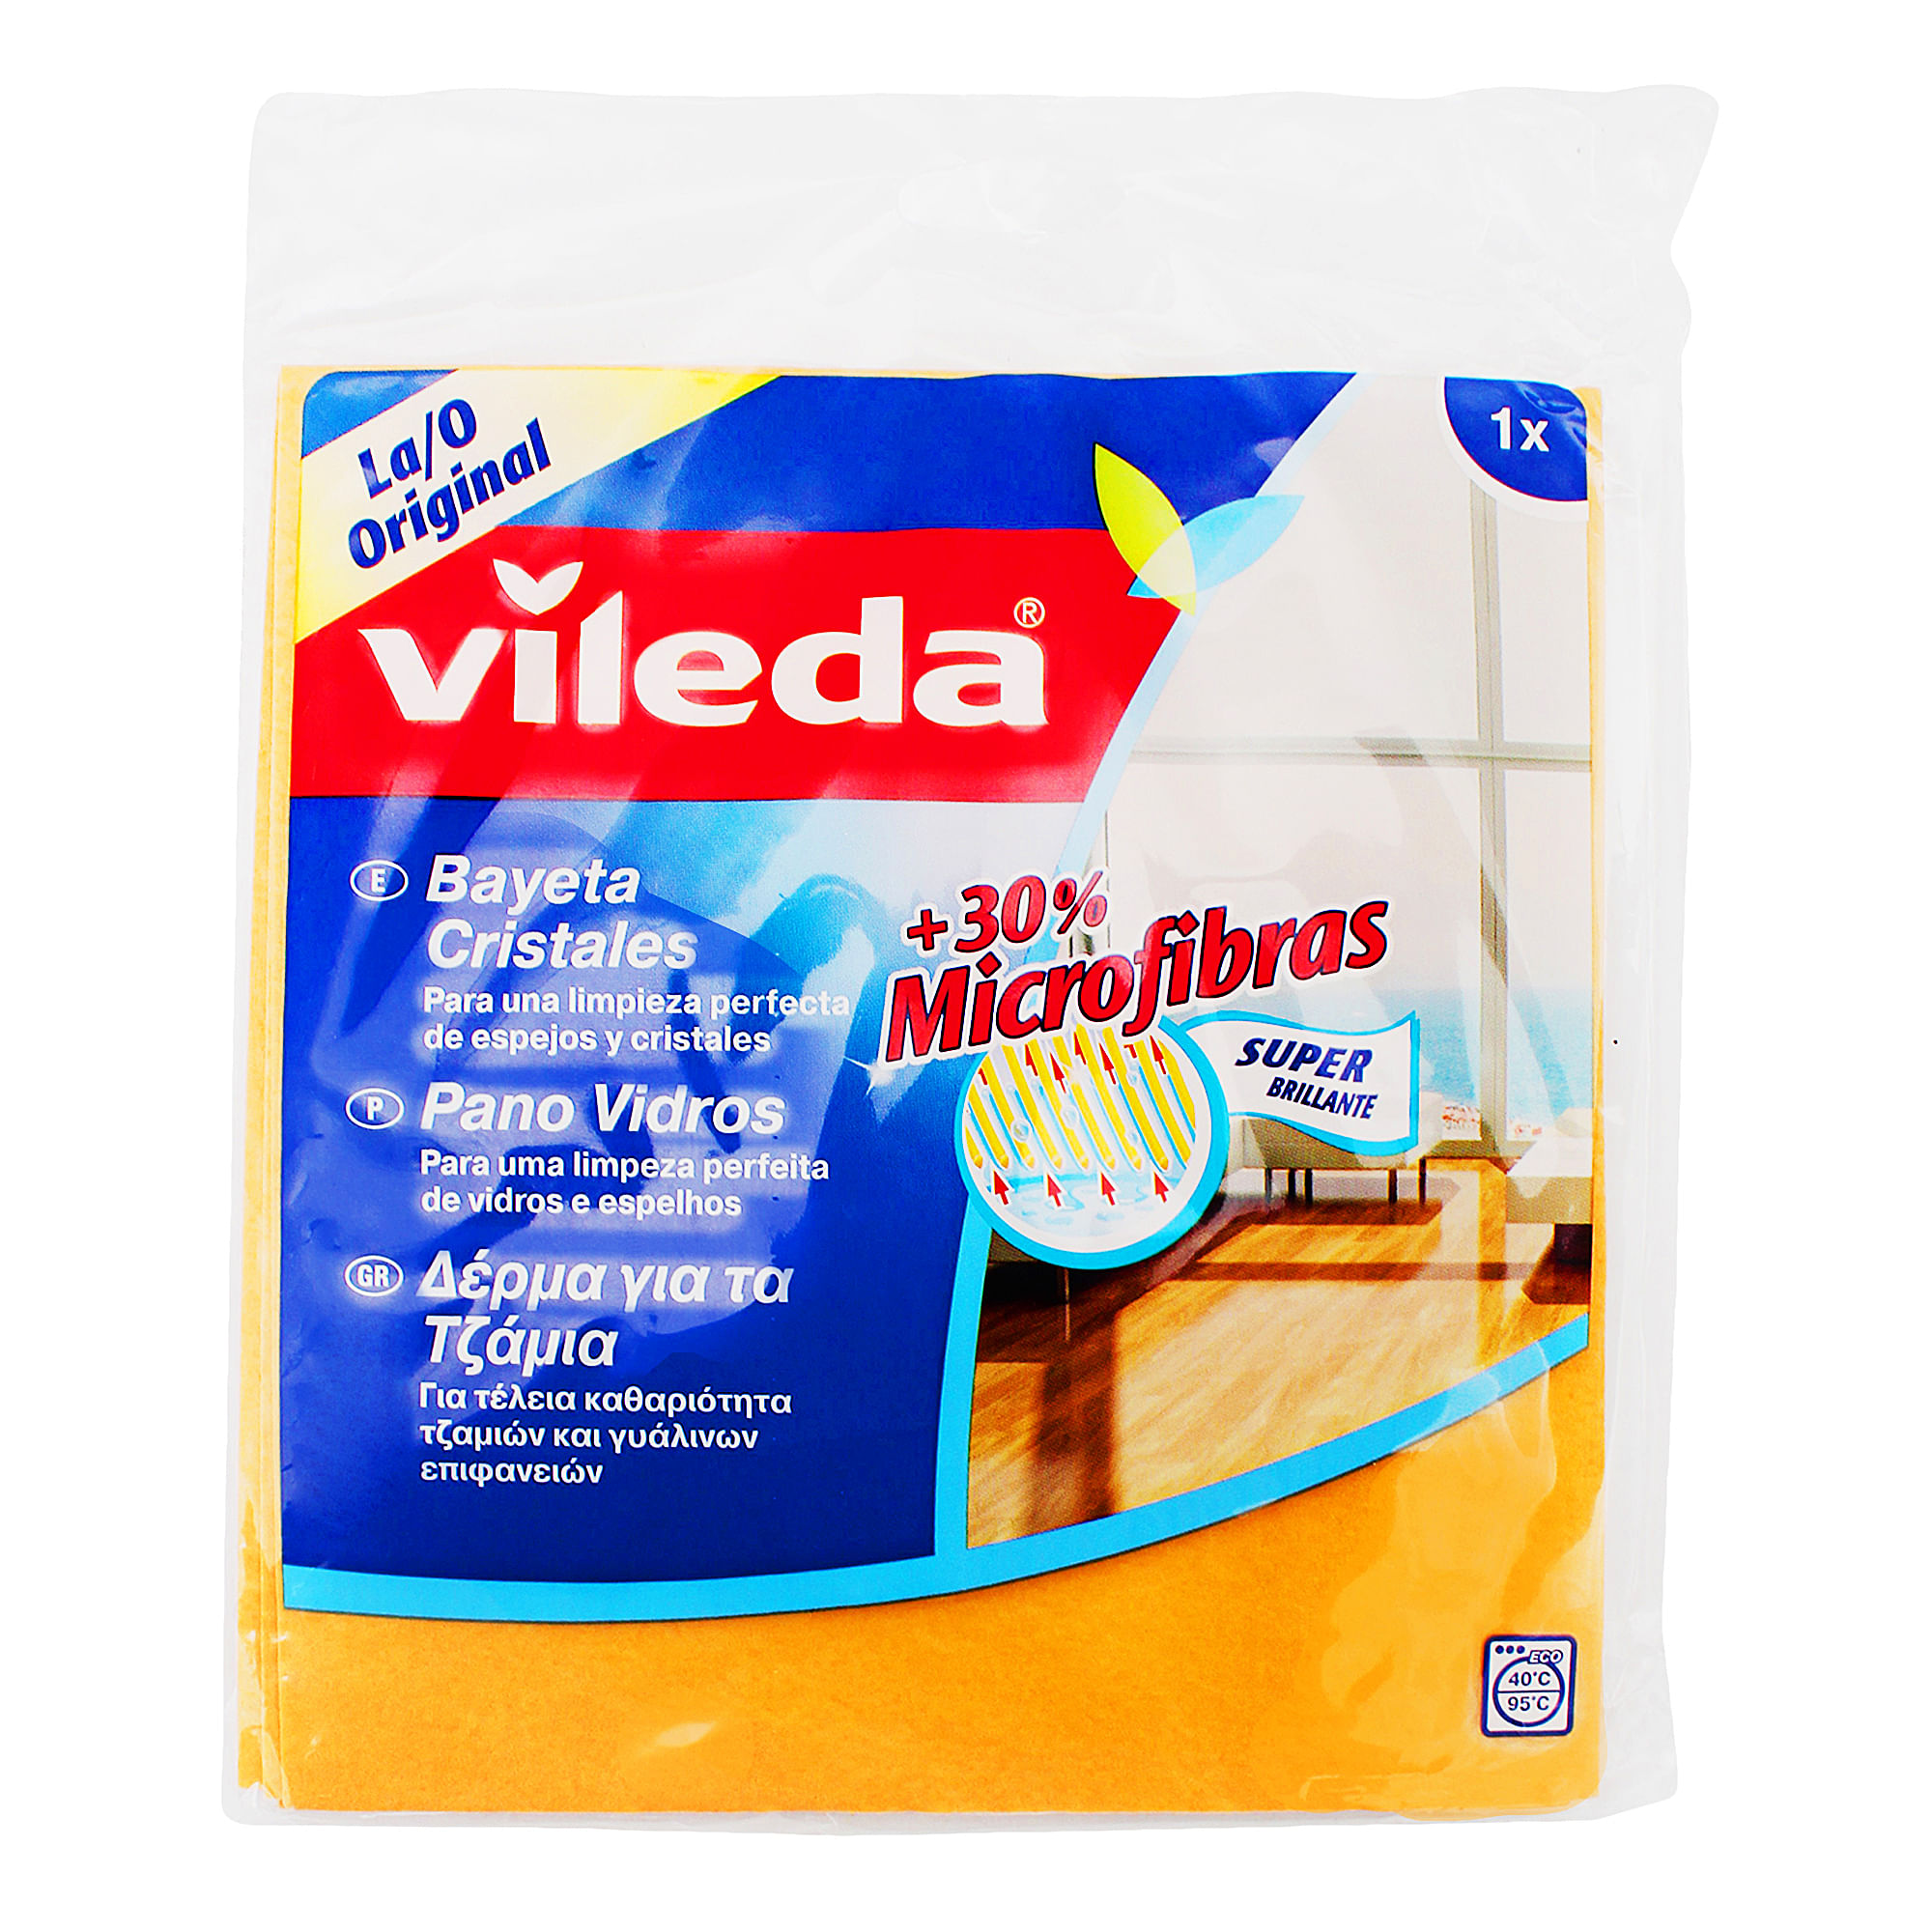 La/O
Original
1x
vileda®
E Bayeta
Cristales
Para una limpieza perfecta
de espejos y cristales
+30%
Microfibras
SUPER
BRILLANTE
P Pano Vidros
Para uma limpeza perfeita
de vidros e espelhos
GR Δέρμα για τα
Τζάμια
Για τέλεια καθαριότητα
τζαμιών και γυάλινων
επιφανειών
ECO
40°C
95°C